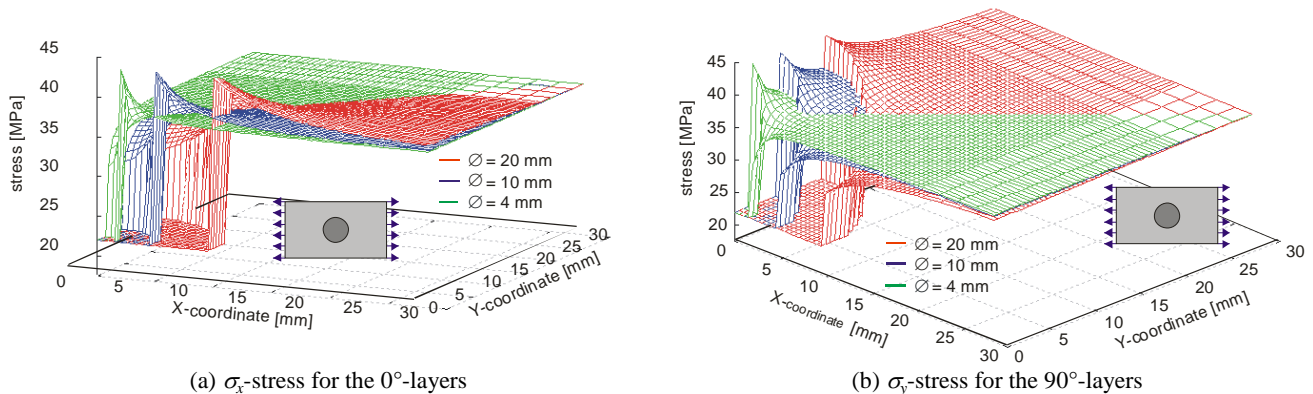 45
40
35
30
25
20
stress [MPa]
0
5
10
15
20
25
30
X-coordinate [mm]
0
5
10
15
20
25
30
Y-coordinate [mm]
∅ = 20 mm
∅ = 10 mm
∅ = 4 mm
(a) σx-stress for the 0°-layers
45
40
35
30
25
20
stress [MPa]
0
5
10
15
20
25
30
X-coordinate [mm]
0
5
10
15
20
25
30
Y-coordinate [mm]
∅ = 20 mm
∅ = 10 mm
∅ = 4 mm
(b) σy-stress for the 90°-layers